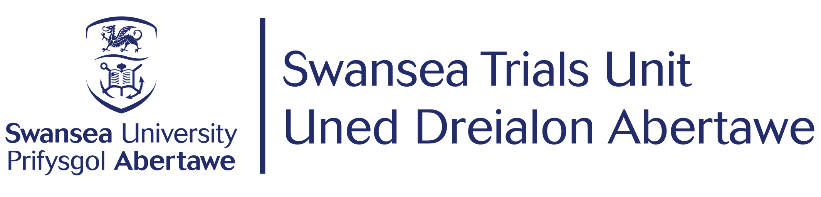 Swansea University
Prifysgol Abertawe
Swansea Trials Unit
Uned Dreialon Abertawe